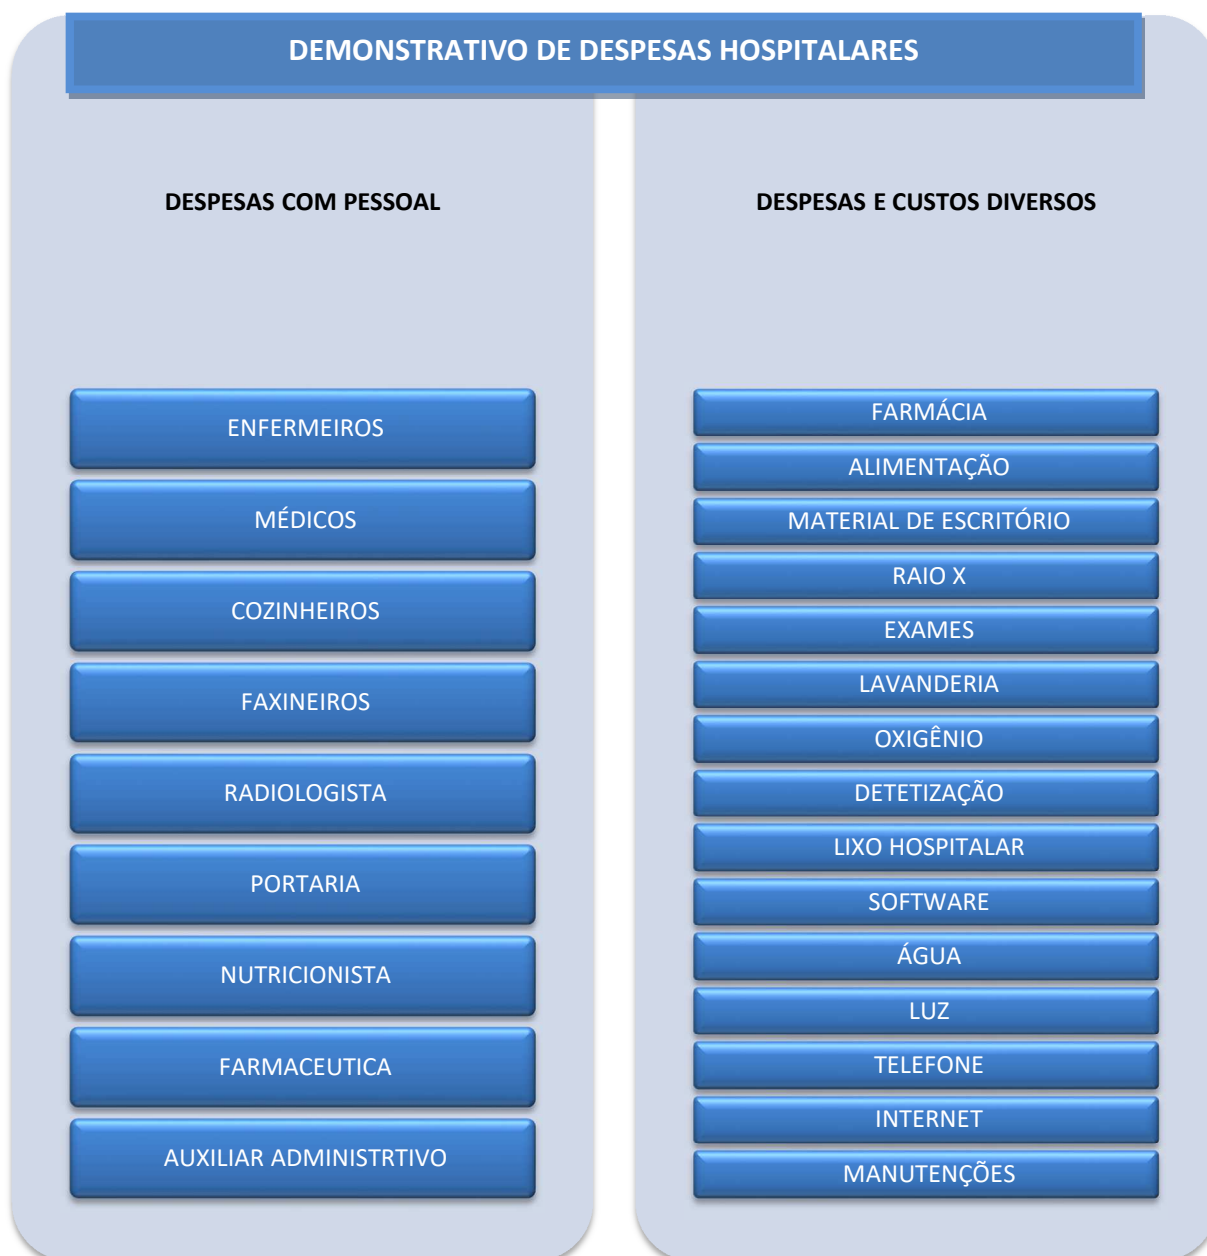 DEMONSTRATIVO DE DESPESAS HOSPITALARES
DESPESAS COM PESSOAL
ENFERMEIROS
MÉDICOS
COZINHEIROS
FAXINEIROS
RADIOLOGISTA
PORTARIA
NUTRICIONISTA
FARMACEUTICA
AUXILIAR ADMINISTRTIVO
DESPESAS E CUSTOS DIVERSOS
FARMÁCIA
ALIMENTAÇÃO
MATERIAL DE ESCRITÓRIO
RAIO X
EXAMES
LAVANDERIA
OXIGÊNIO
DETETIZAÇÃO
LIXO HOSPITALAR
SOFTWARE
ÁGUA
LUZ
TELEFONE
INTERNET
MANUTENÇÕES